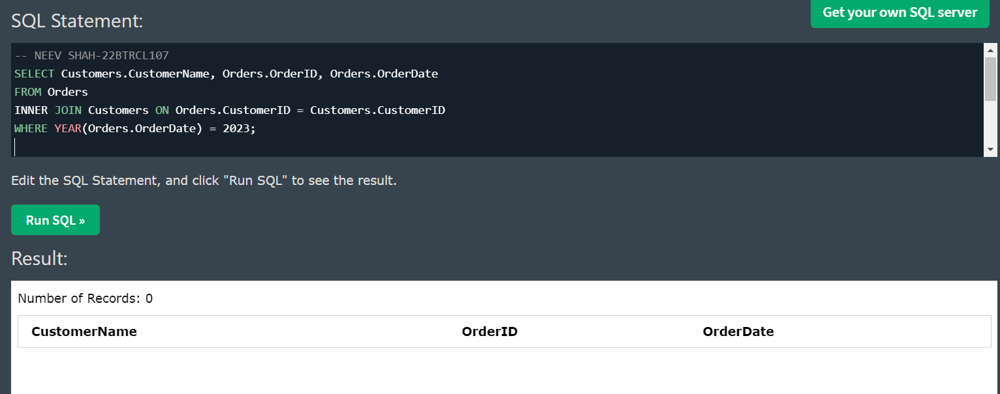 SQL Statement:
Get your own SQL server
-- NEEV SHAH-22BTRCL107
SELECT Customers.CustomerName, Orders.OrderID, Orders.OrderDate
FROM Orders
INNER JOIN Customers ON Orders.CustomerID = Customers.CustomerID
WHERE YEAR(Orders.OrderDate) = 2023;
Edit the SQL Statement, and click "Run SQL" to see the result.
Run SQL »
Result:
Number of Records: 0
CustomerName OrderID OrderDate